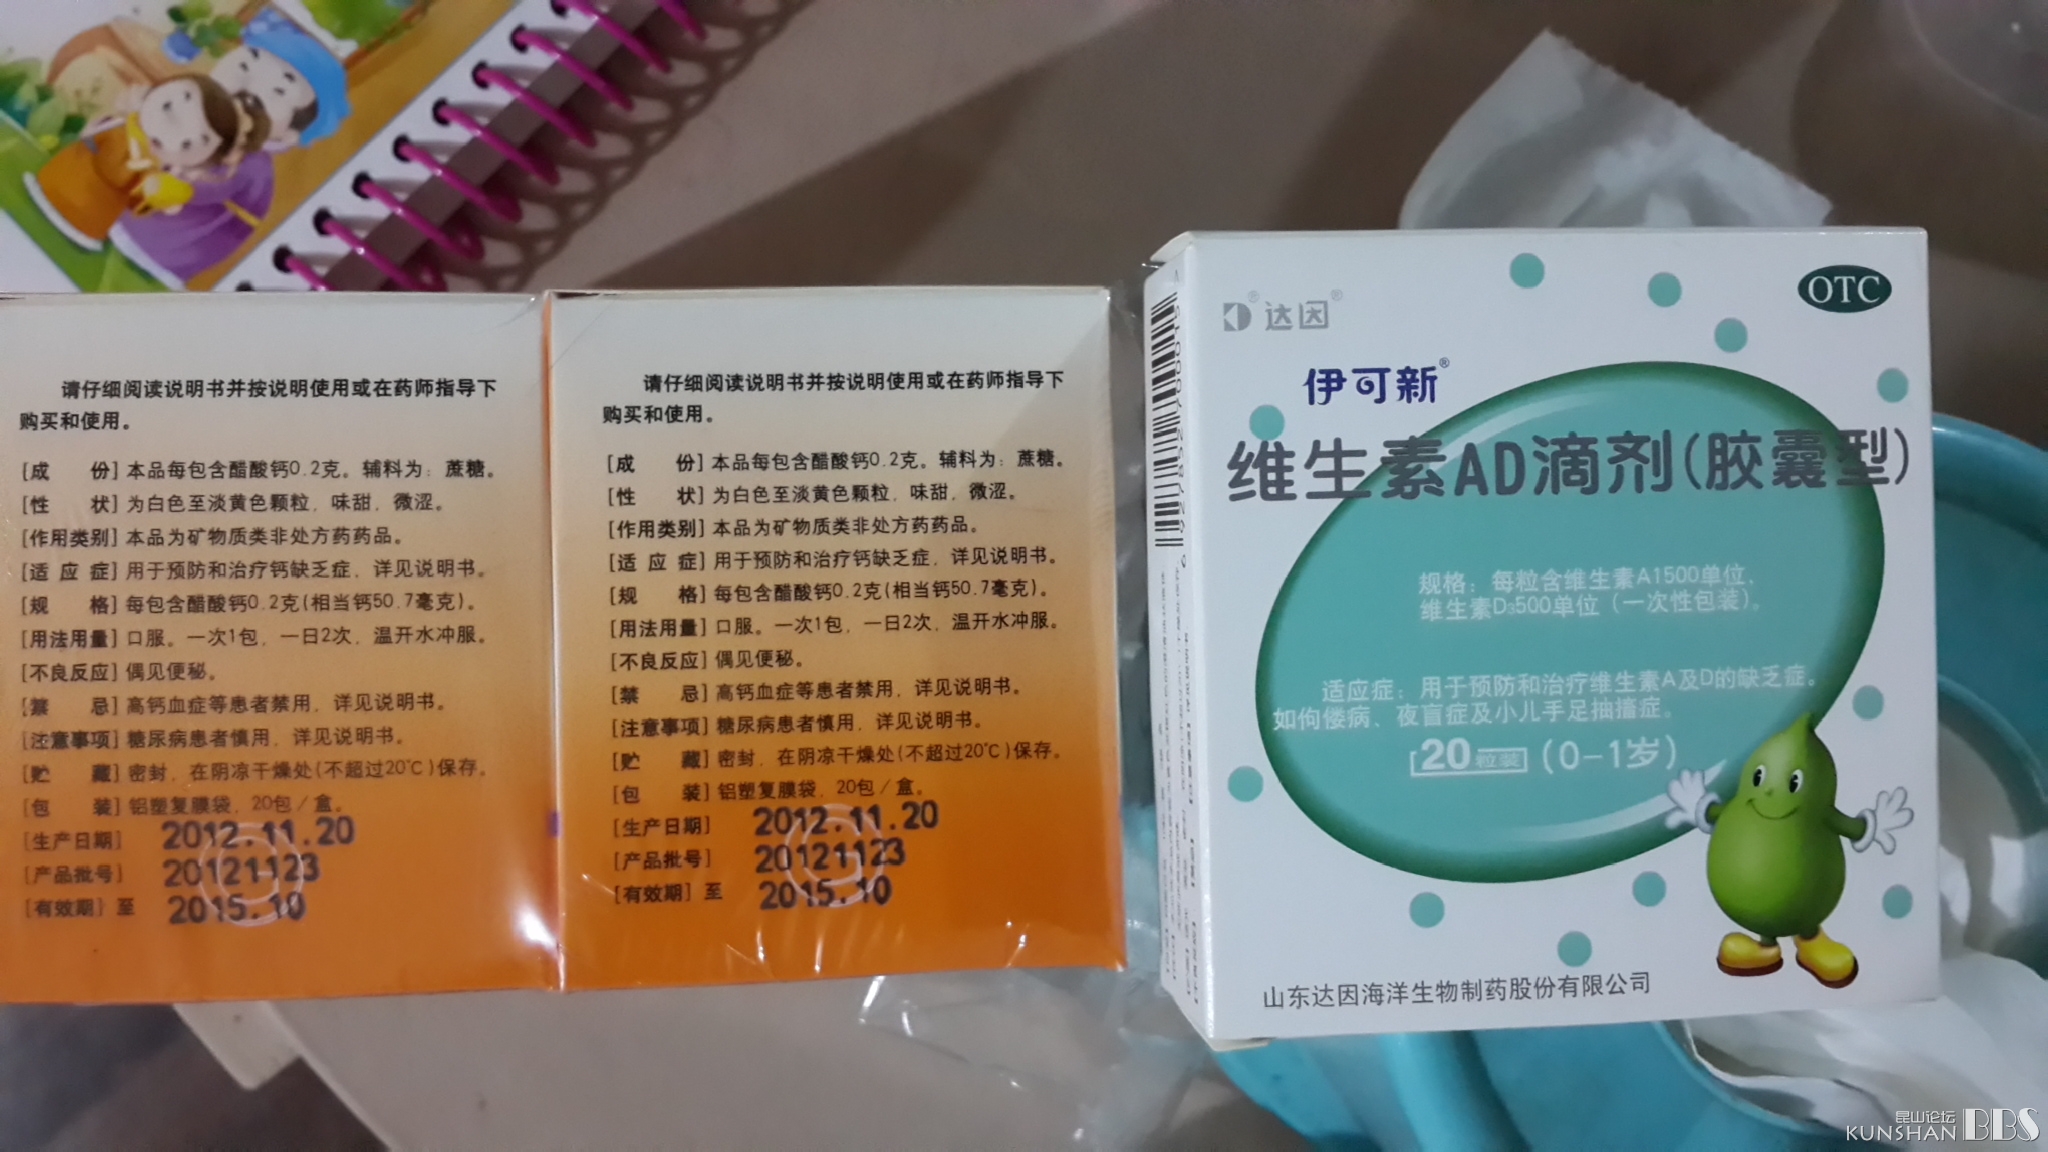 请仔细阅读说明书并按说明使用或在药师指导下
购买和使用。
[成 份] 本品每包含醋酸钙0.2克。辅料为：蔗糖。
[性 状] 为白色至淡黄色颗粒，味甜，微涩。
[作用类别] 本品为矿物质类非处方药药品。
[适 应 症] 用于预防和治疗钙缺乏症，详见说明书。
[规 格] 每包含醋酸钙0.2克(相当钙50.7毫克)。
[用法用量] 口服。一次1包，一日2次，温开水冲服。
[不良反应] 偶见便秘。
[禁 忌] 高钙血症等患者禁用，详见说明书。
[注意事项] 糖尿病患者慎用，详见说明书。
[贮 藏] 密封，在阴凉干燥处(不超过20℃)保存。
[包 装] 铝塑复膜袋，20包/盒。
[生产日期] 2012.11.20
[产品批号] 20121123
[有效期] 至 2015.10
请仔细阅读说明书并按说明使用或在药师指导下
购买和使用。
[成 份] 本品每包含醋酸钙0.2克。辅料为：蔗糖。
[性 状] 为白色至淡黄色颗粒，味甜，微涩。
[作用类别] 本品为矿物质类非处方药药品。
[适 应 症] 用于预防和治疗钙缺乏症，详见说明书。
[规 格] 每包含醋酸钙0.2克(相当钙50.7毫克)。
[用法用量] 口服。一次1包，一日2次，温开水冲服。
[不良反应] 偶见便秘。
[禁 忌] 高钙血症等患者禁用，详见说明书。
[注意事项] 糖尿病患者慎用，详见说明书。
[贮 藏] 密封，在阴凉干燥处(不超过20℃)保存。
[包 装] 铝塑复膜袋，20包/盒。
[生产日期] 2012.11.20
[产品批号] 20121123
[有效期] 至 2015.10
达因®
OTC
伊可新®
维生素AD滴剂(胶囊型)
规格：每粒含维生素A1500单位，
维生素D₃500单位（一次性包装）。
适应症：用于预防和治疗维生素A及D的缺乏症。
如佝偻病、夜盲症及小儿手足抽搐症。
20粒装 (0-1岁)
山东达因海洋生物制药股份有限公司
昆山论坛
KUNSHAN BBS